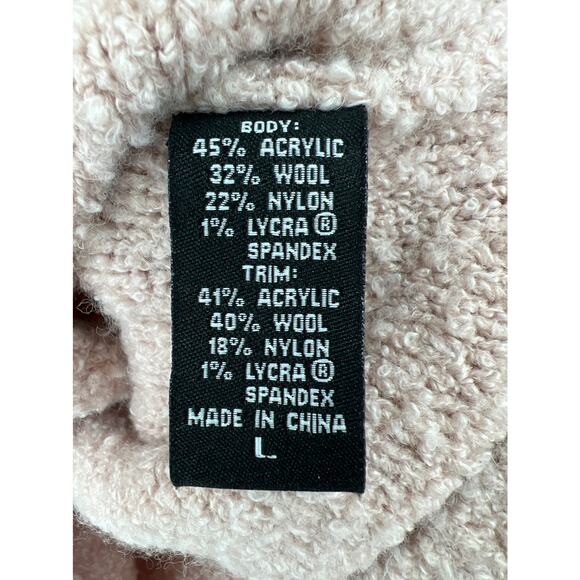 BODY:
45% ACRYLIC
32% WOOL
22% NYLON
1% LYCRA®
SPANDEX
TRIM:
41% ACRYLIC
40% WOOL
18% NYLON
1% LYCRA®
SPANDEX
MADE IN CHINA
L